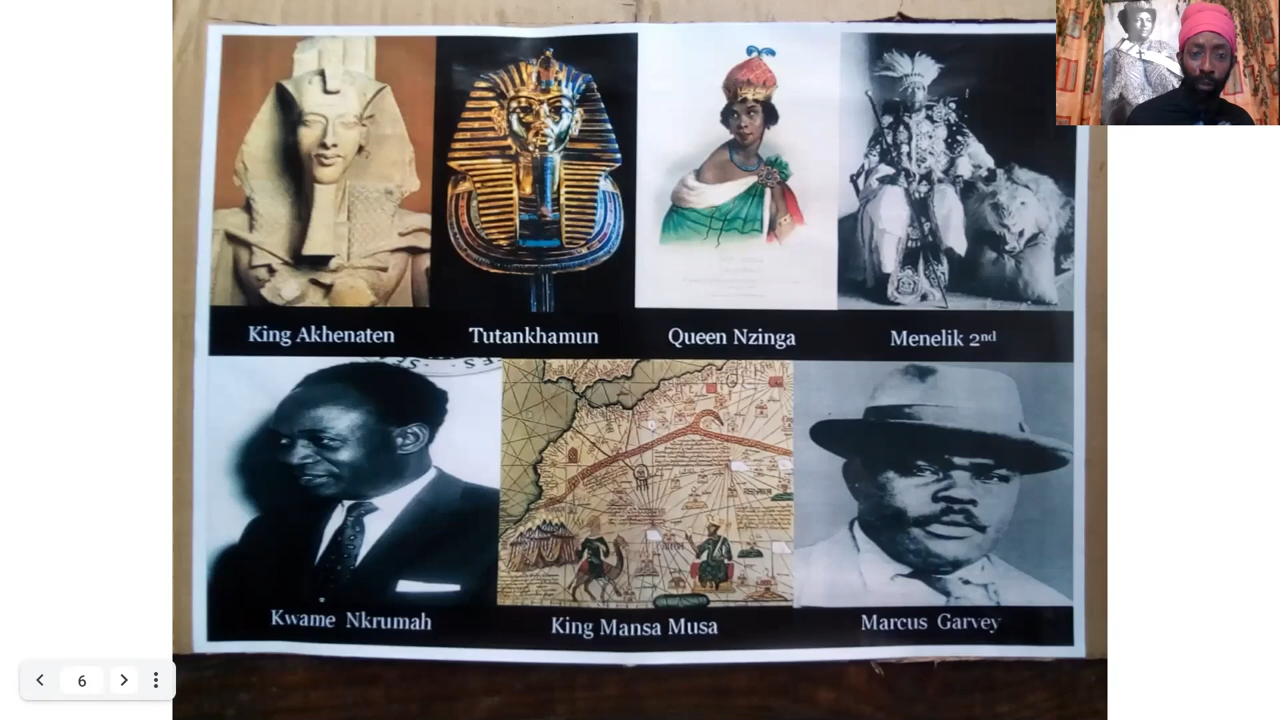 King Akhenaten
Tutankhamun
Queen Nzinga
Menelik 2nd
Kwame Nkrumah
King Mansa Musa
Marcus Garvey
6